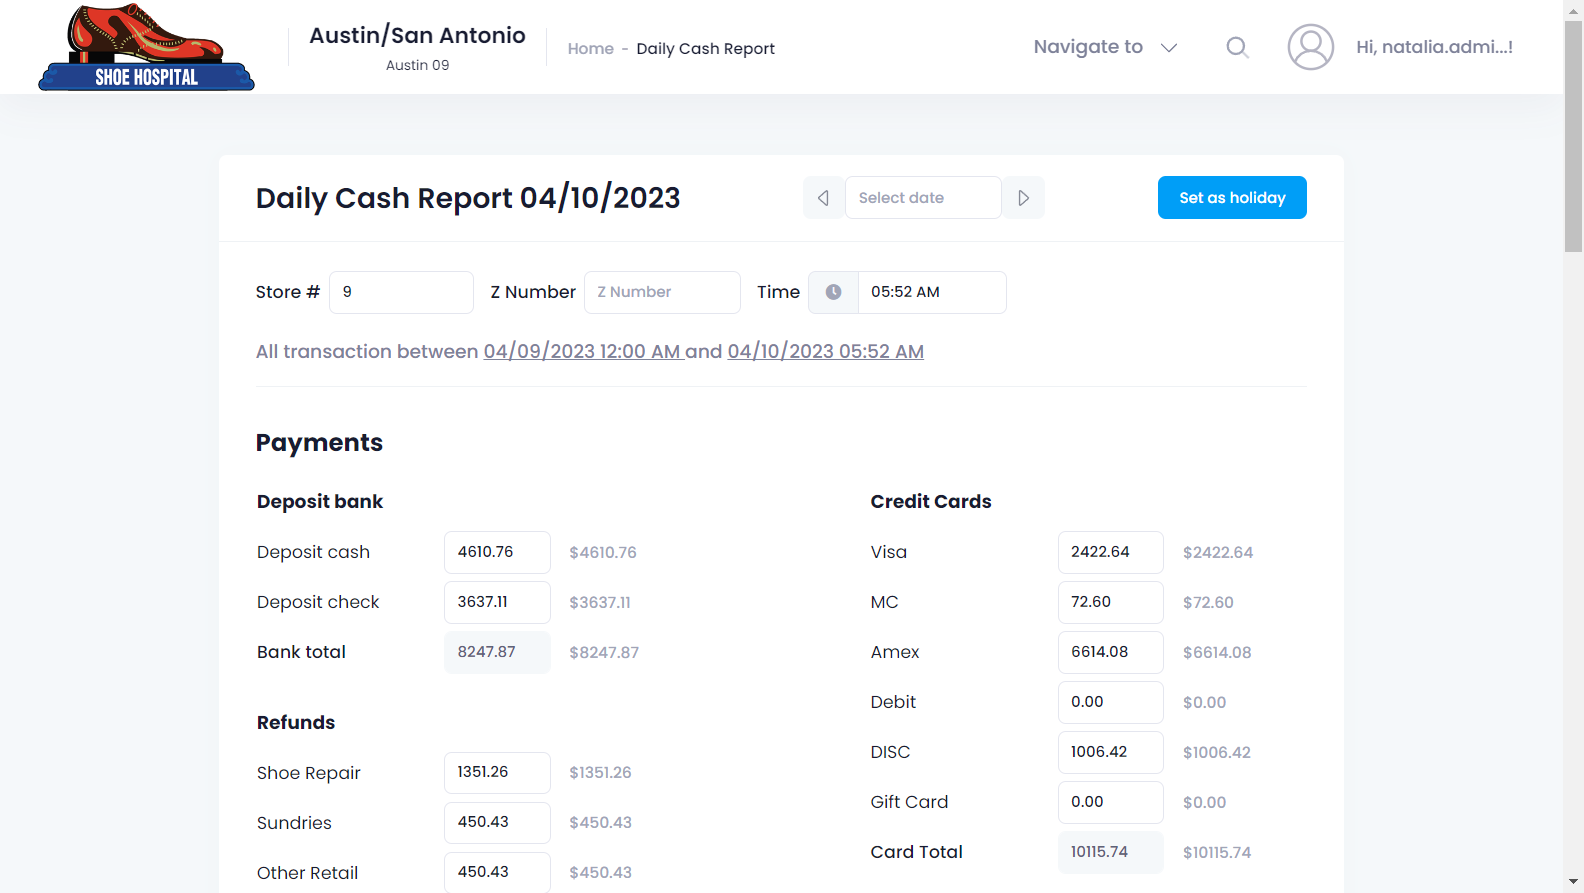 SHOE HOSPITAL
Austin/San Antonio
Austin 09
Home - Daily Cash Report
Navigate to
Hi, natalia.admi...!
Daily Cash Report 04/10/2023
Select date
Set as holiday
Store # 9 Z Number Z Number Time 05:52 AM
All transaction between 04/09/2023 12:00 AM and 04/10/2023 05:52 AM
Payments
Deposit bank
Deposit cash 4610.76 $4610.76
Deposit check 3637.11 $3637.11
Bank total 8247.87 $8247.87
Refunds
Shoe Repair 1351.26 $1351.26
Sundries 450.43 $450.43
Other Retail 450.43 $450.43
Credit Cards
Visa 2422.64 $2422.64
MC 72.60 $72.60
Amex 6614.08 $6614.08
Debit 0.00 $0.00
DISC 1006.42 $1006.42
Gift Card 0.00 $0.00
Card Total 10115.74 $10115.74